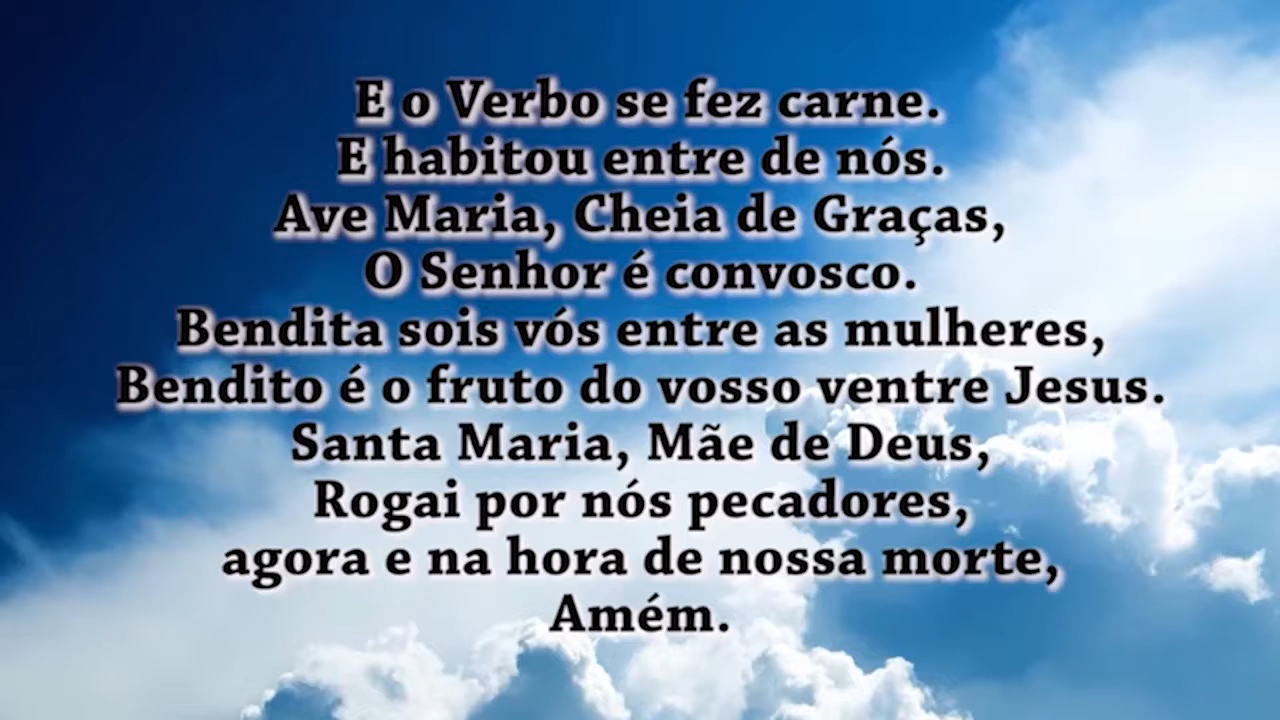 E o Verbo se fez carne.
E habitou entre de nós.
Ave Maria, Cheia de Graças,
O Senhor é convosco.
Bendita sois vós entre as mulheres,
Bendito é o fruto do vosso ventre Jesus.
Santa Maria, Mãe de Deus,
Rogai por nós pecadores,
agora e na hora de nossa morte,
Amém.